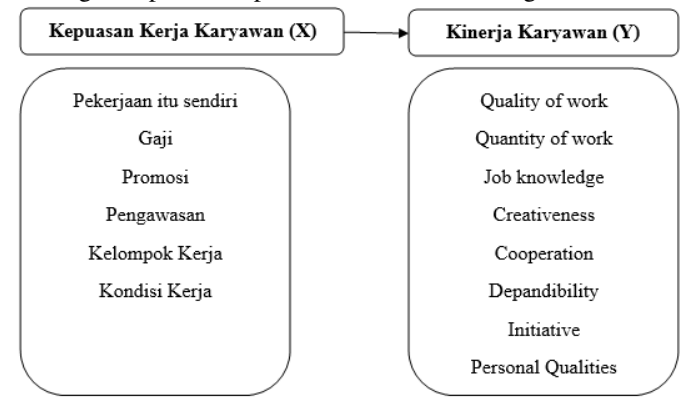 Kepuasan Kerja Karyawan (X)
Kinerja Karyawan (Y)
Pekerjaan itu sendiri
Gaji
Promosi
Pengawasan
Kelompok Kerja
Kondisi Kerja
Quality of work
Quantity of work
Job knowledge
Creativeness
Cooperation
Depandibility
Initiative
Personal Qualities